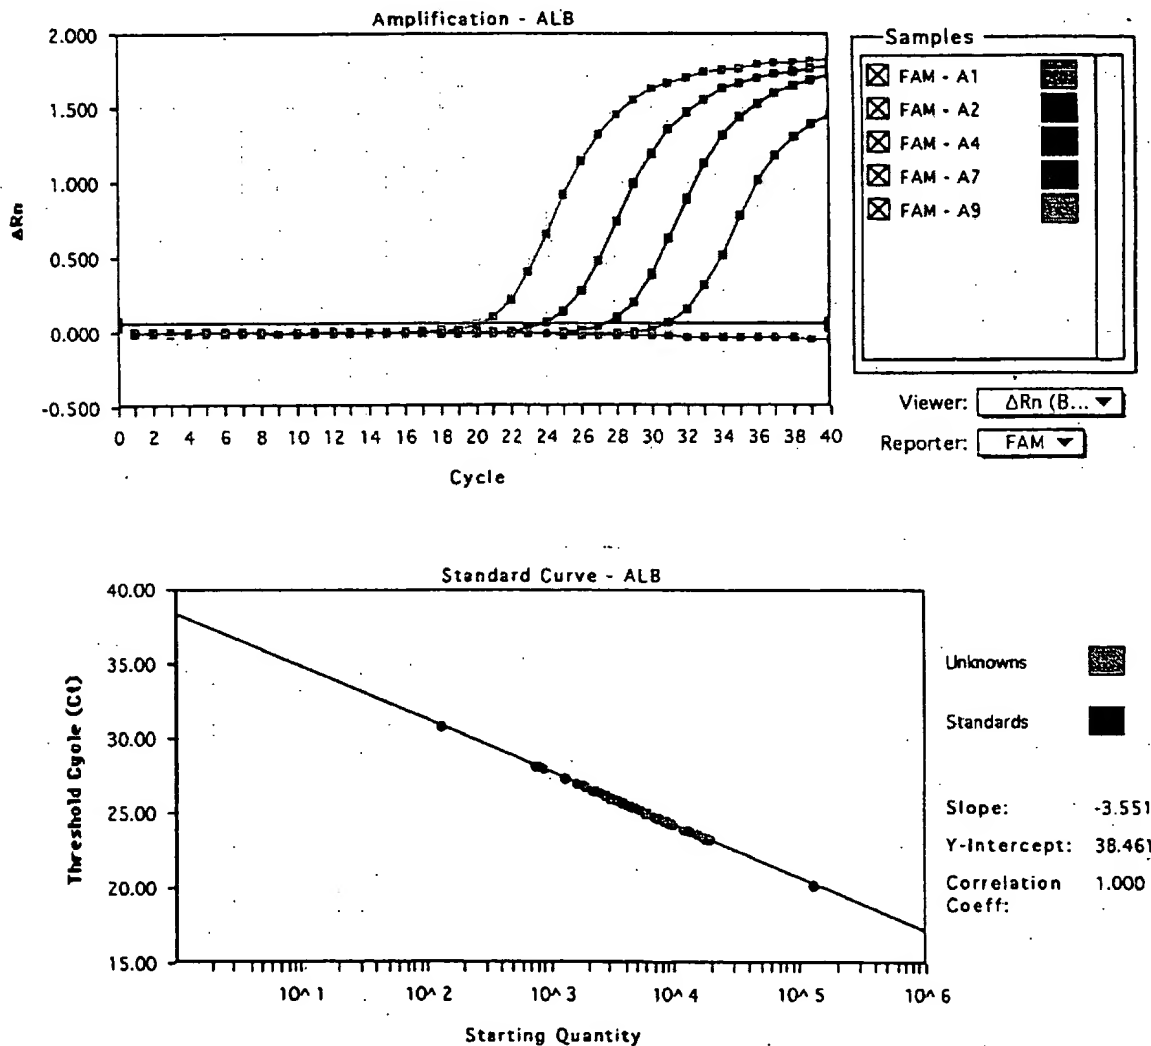 Amplification - ALB
2.000
1.500
1.000
0.500
0.000
-0.500
ΔRn
0 2 4 6 8 10 12 14 16 18 20 22 24 26 28 30 32 34 36 38 40
Cycle
Samples
FAM - A1
FAM - A2
FAM - A4
FAM - A7
FAM - A9
Viewer: ΔRn (B... ▼
Reporter: FAM ▼
Standard Curve - ALB
40.00
35.00
30.00
25.00
20.00
15.00
Threshold Cycle (Ct)
10^1 10^2 10^3 10^4 10^5 10^6
Starting Quantity
Unknowns
Standards
Slope: -3.551
Y-Intercept: 38.461
Correlation 1.000
Coeff: